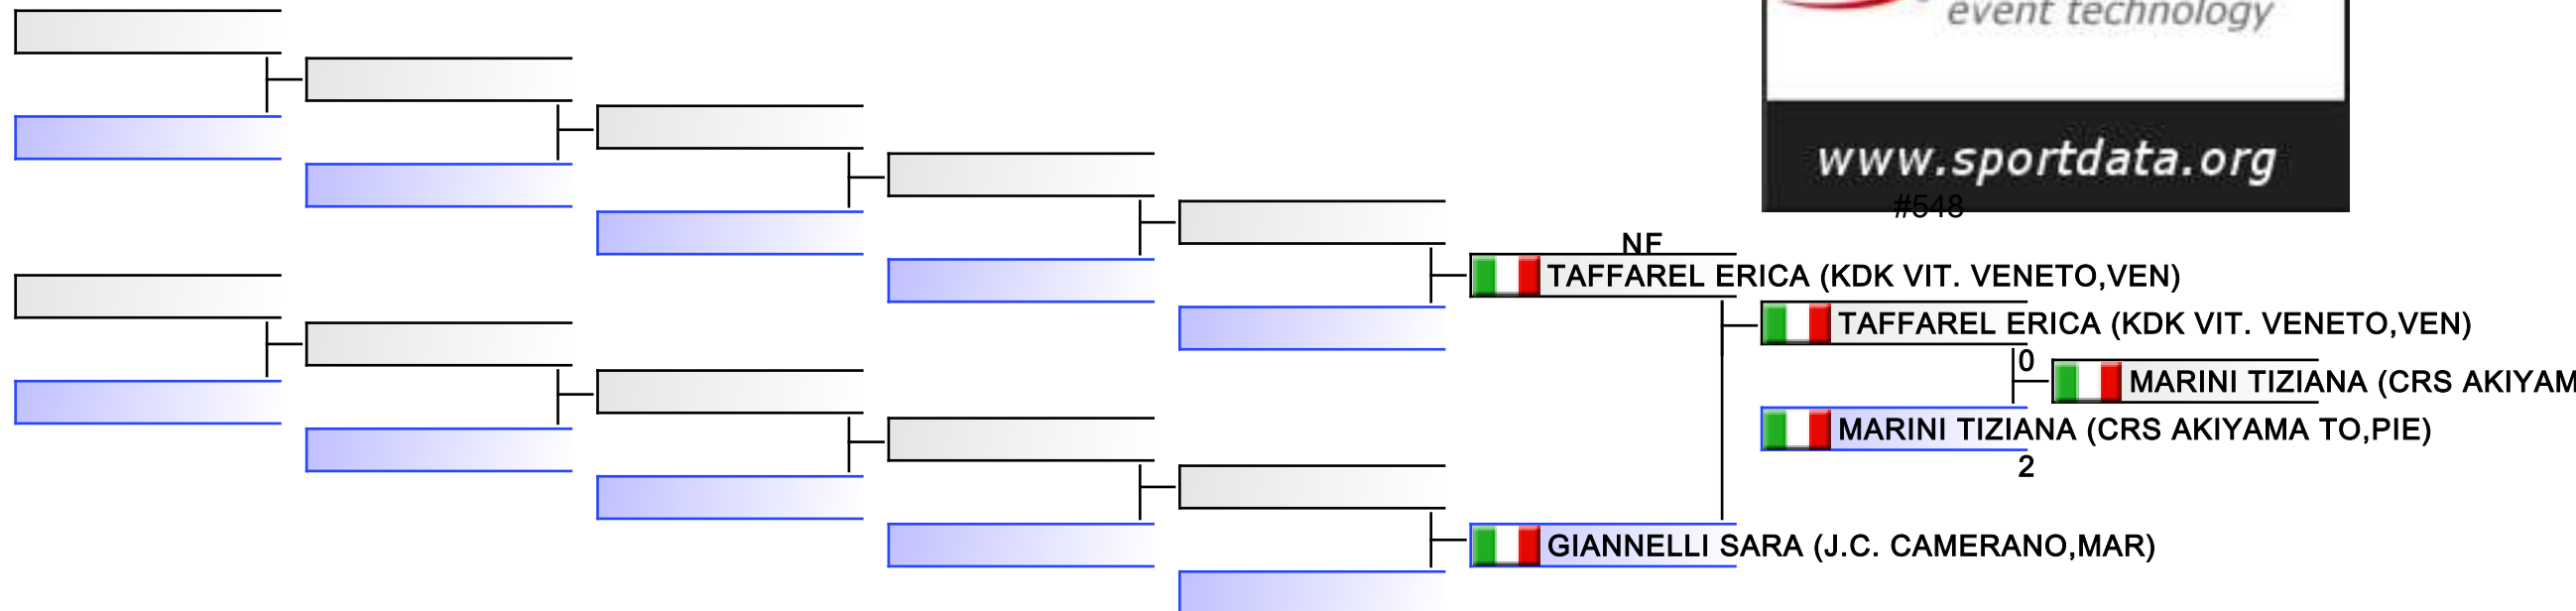 event technology
www.sportdata.org
#548
NF
TAFFAREL ERICA (KDK VIT. VENETO,VEN)
TAFFAREL ERICA (KDK VIT. VENETO,VEN)
0
MARINI TIZIANA (CRS AKIYAM
MARINI TIZIANA (CRS AKIYAMA TO,PIE)
2
GIANNELLI SARA (J.C. CAMERANO,MAR)